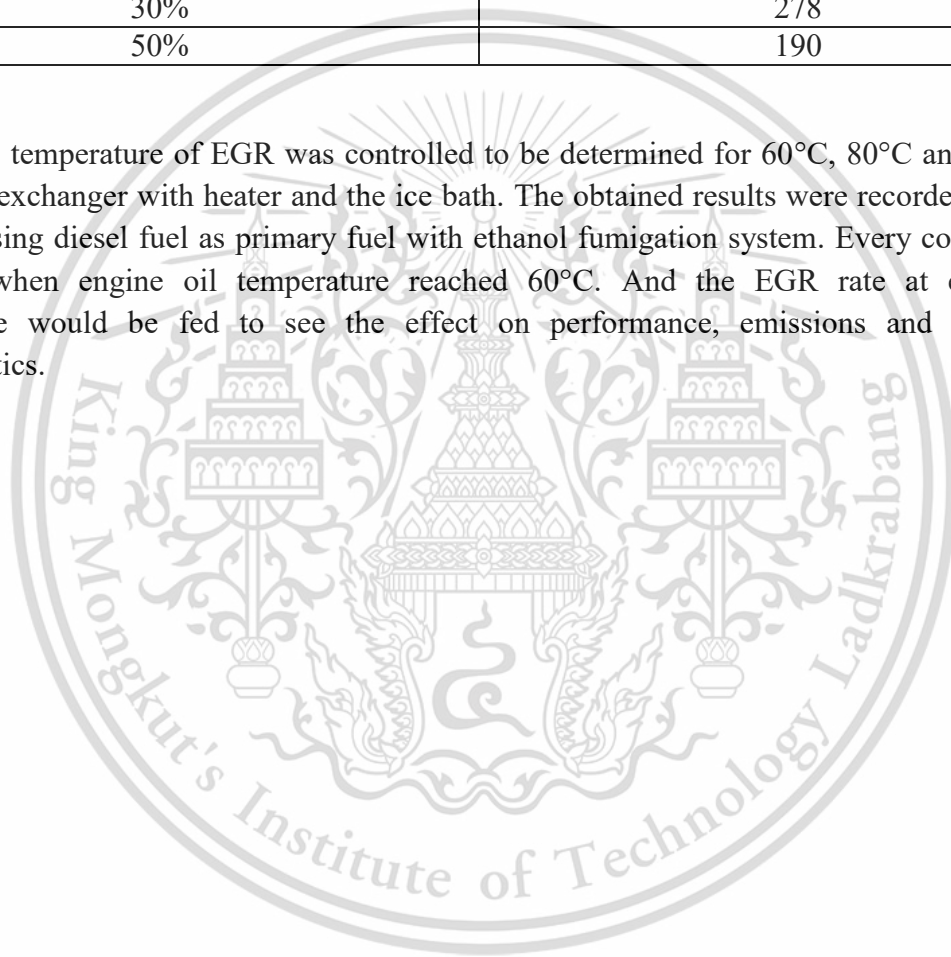 30% 278
50% 190
temperature of EGR was controlled to be determined for 60°C, 80°C an
exchanger with heater and the ice bath. The obtained results were recorde
sing diesel fuel as primary fuel with ethanol fumigation system. Every co
when engine oil temperature reached 60°C. And the EGR rate at
e would be fed to see the effect on performance, emissions and
tics.
King Mongkut's Institute of Technology Ladkrabang